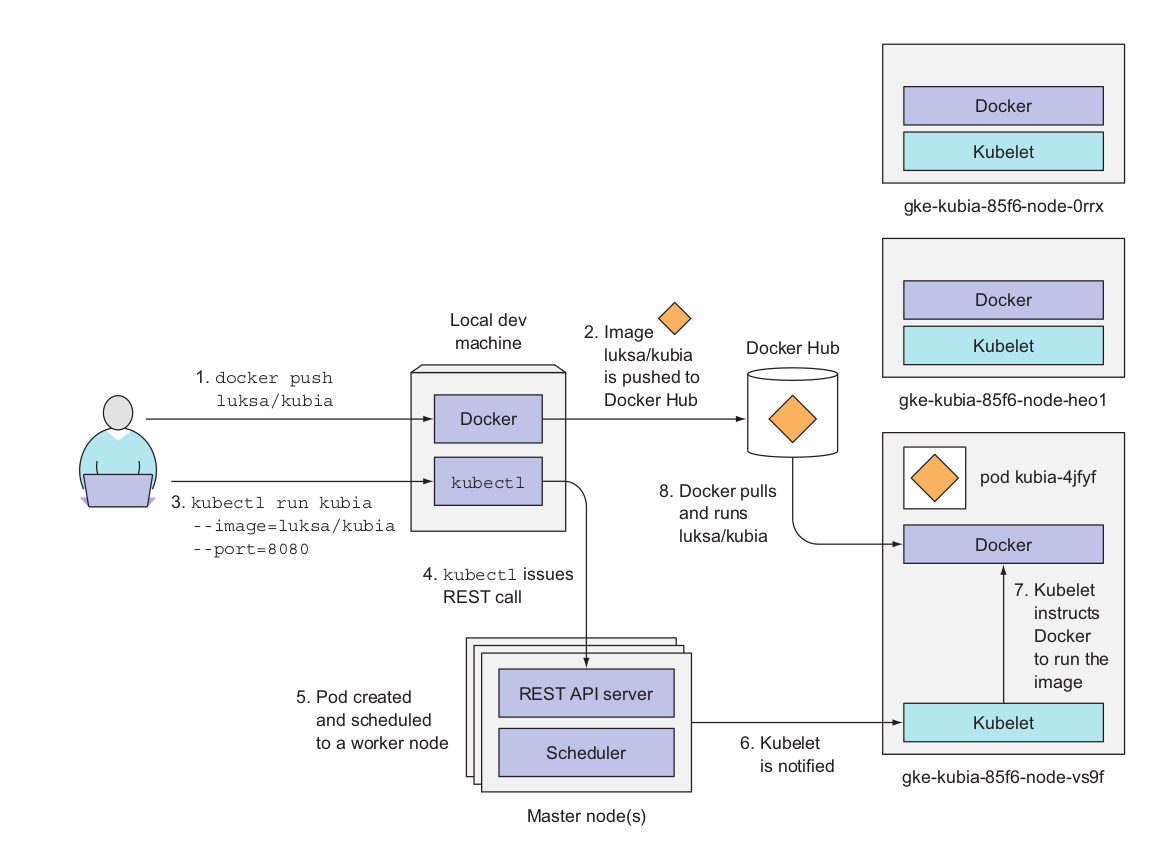 Docker
Kubelet
gke-kubia-85f6-node-0rrx
Docker
Kubelet
gke-kubia-85f6-node-heo1
Local dev
machine
2. Image
luksa/kubia
is pushed to
Docker Hub
Docker Hub
1. docker push
luksa/kubia
Docker
kubectl
3. kubectl run kubia
--image=luksa/kubia
--port=8080
8. Docker pulls
and runs
luksa/kubia
pod kubia-4jfyf
Docker
4. kubectl issues
REST call
7. Kubelet
instructs
Docker
to run the
image
5. Pod created
and scheduled
to a worker node
REST API server
Scheduler
Master node(s)
6. Kubelet
is notified
Kubelet
gke-kubia-85f6-node-vs9f